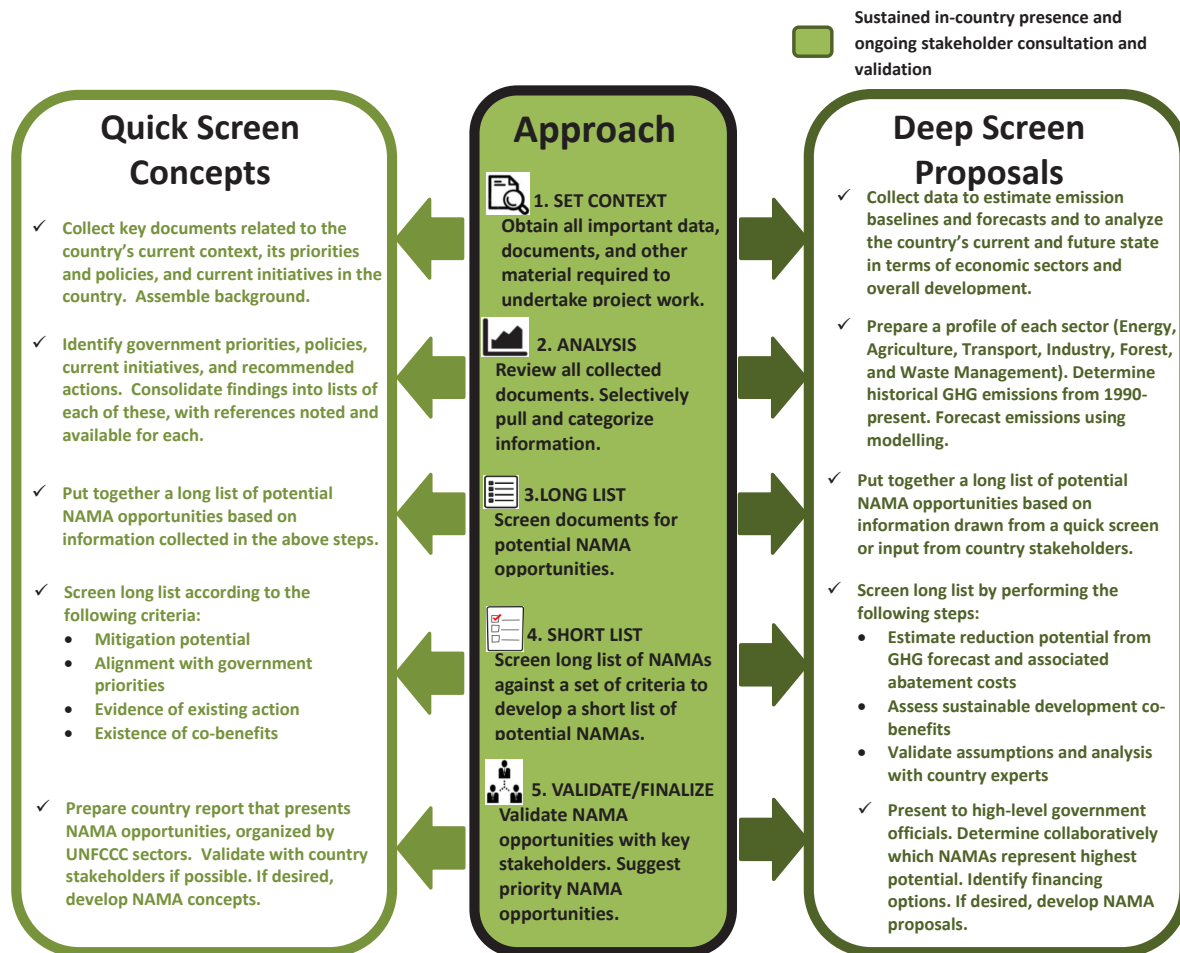 Sustained in-country presence and
ongoing stakeholder consultation and
validation
Quick Screen
Concepts
✓ Collect key documents related to the
country's current context, its priorities
and policies, and current initiatives in the
country.  Assemble background.
✓ Identify government priorities, policies,
current initiatives, and recommended
actions.  Consolidate findings into lists of
each of these, with references noted and
available for each.
✓ Put together a long list of potential
NAMA opportunities based on
information collected in the above steps.
✓ Screen long list according to the
following criteria:
• Mitigation potential
• Alignment with government
priorities
• Evidence of existing action
• Existence of co-benefits
✓ Prepare country report that presents
NAMA opportunities, organized by
UNFCCC sectors.  Validate with country
stakeholders if possible. If desired,
develop NAMA concepts.
Approach
1. SET CONTEXT
Obtain all important data,
documents, and other
material required to
undertake project work.
2. ANALYSIS
Review all collected
documents. Selectively
pull and categorize
information.
3.LONG LIST
Screen documents for
potential NAMA
opportunities.
4. SHORT LIST
Screen long list of NAMAs
against a set of criteria to
develop a short list of
potential NAMAs.
5. VALIDATE/FINALIZE
Validate NAMA
opportunities with key
stakeholders. Suggest
priority NAMA
opportunities.
Deep Screen
Proposals
✓ Collect data to estimate emission
baselines and forecasts and to analyze
the country's current and future state
in terms of economic sectors and
overall development.
✓ Prepare a profile of each sector (Energy,
Agriculture, Transport, Industry, Forest,
and Waste Management). Determine
historical GHG emissions from 1990-
present. Forecast emissions using
modelling.
✓ Put together a long list of potential
NAMA opportunities based on
information drawn from a quick screen
or input from country stakeholders.
✓ Screen long list by performing the
following steps:
• Estimate reduction potential from
GHG forecast and associated
abatement costs
• Assess sustainable development co-
benefits
• Validate assumptions and analysis
with country experts
✓ Present to high-level government
officials. Determine collaboratively
which NAMAs represent highest
potential. Identify financing
options. If desired, develop NAMA
proposals.